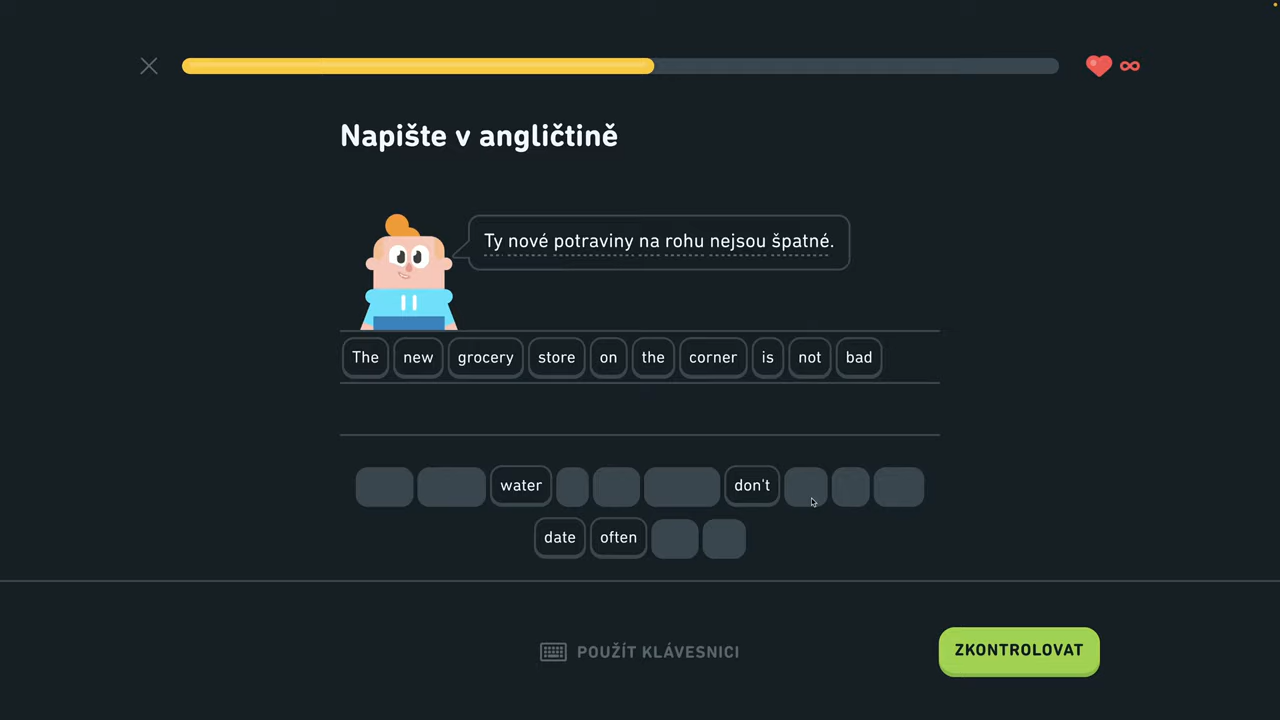 Napište v angličtině
Ty nové potraviny na rohu nejsou špatné.
The new grocery store on the corner is not bad
water don't
date often
POUŽÍT KLÁVESNICI
ZKONTROLOVAT